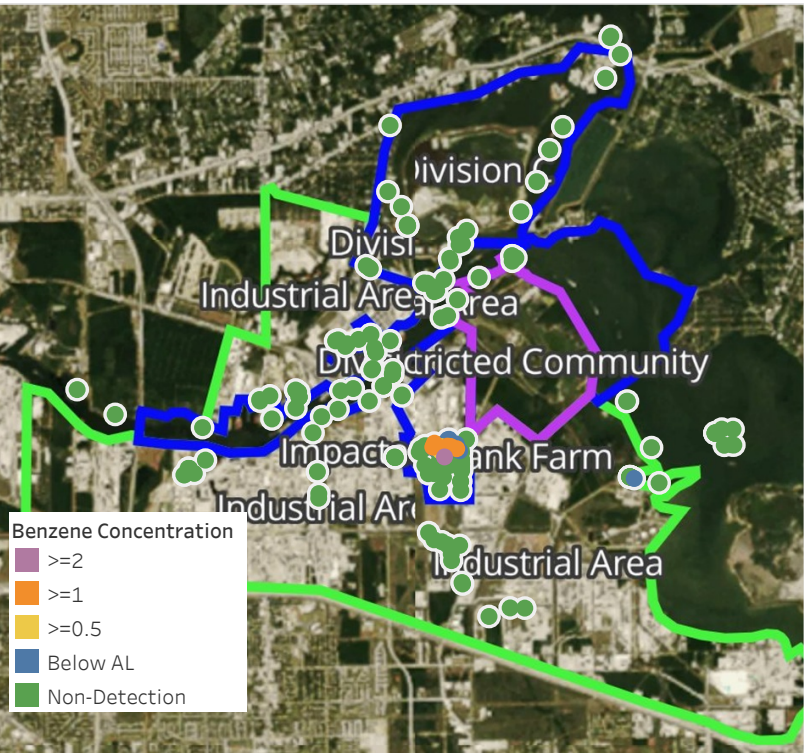 Division
Divisi
Industrial Area
Area
Di
tricted Community
Impact
ank Farm
Industrial Are
Industrial Area
Benzene Concentration
>=2
>=1
>=0.5
Below AL
Non-Detection